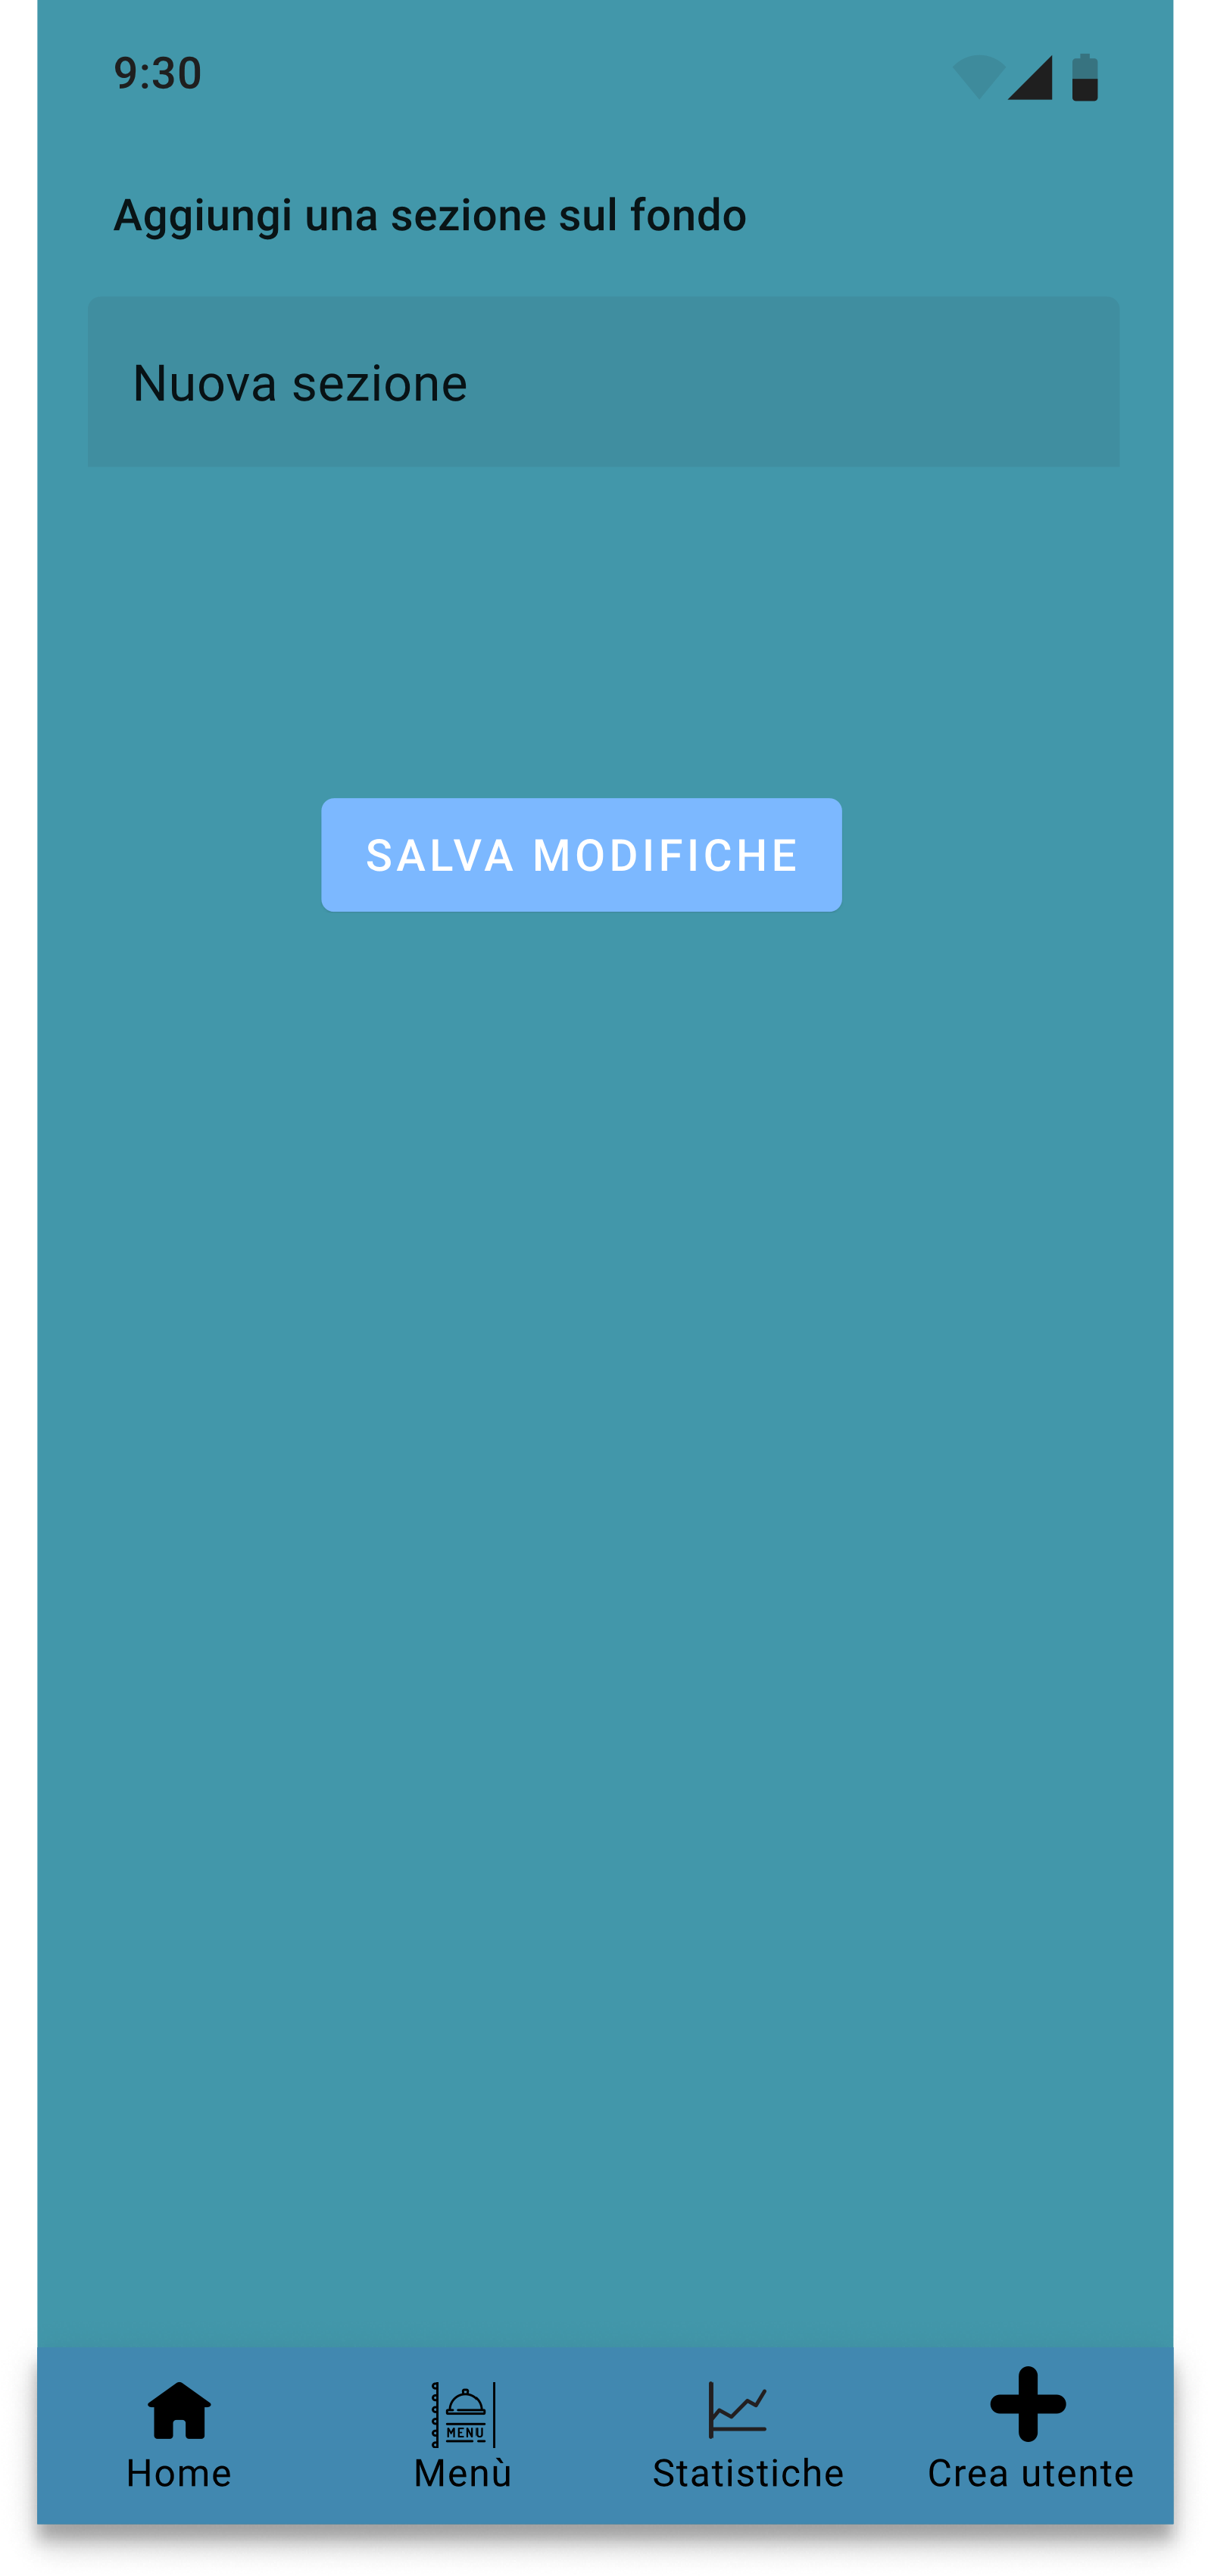 9:30
Aggiungi una sezione sul fondo
Nuova sezione
SALVA MODIFICHE
MENU
Home
Menù
Statistiche
Crea utente